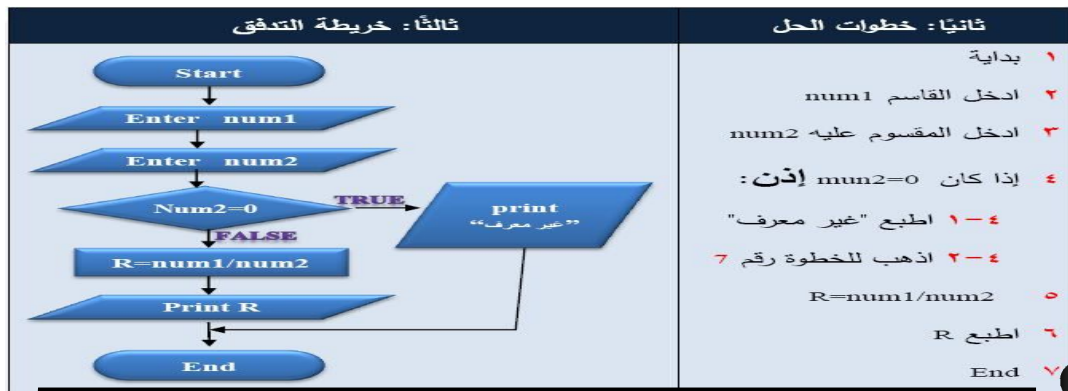 ثانيًا: خطوات الحل
١ بداية
٢ ادخل القاسم num1
٣ ادخل المقسوم عليه num2
٤ إذا كان mun2=0 إذن:
٤-١ اطبع "غير معرف"
٤-٢ اذهب للخطوة رقم 7
٥ R=num1/num2
٦ اطبع R
٧ End
ثالثًا: خريطة التدفق
Start
Enter num1
Enter num2
Num2=0
TRUE
print
“غير معرف”
FALSE
R=num1/num2
Print R
End